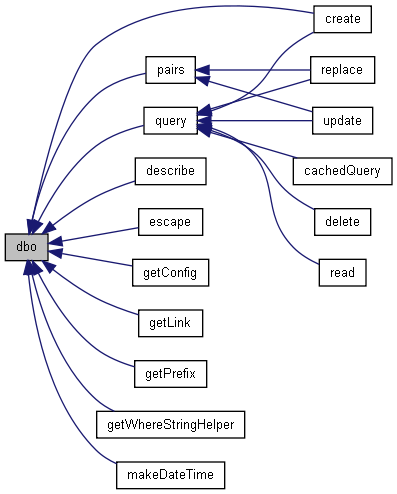 create
pairs
replace
query
update
describe
cachedQuery
escape
delete
dbo
getConfig
read
getLink
getPrefix
getWhereStringHelper
makeDateTime